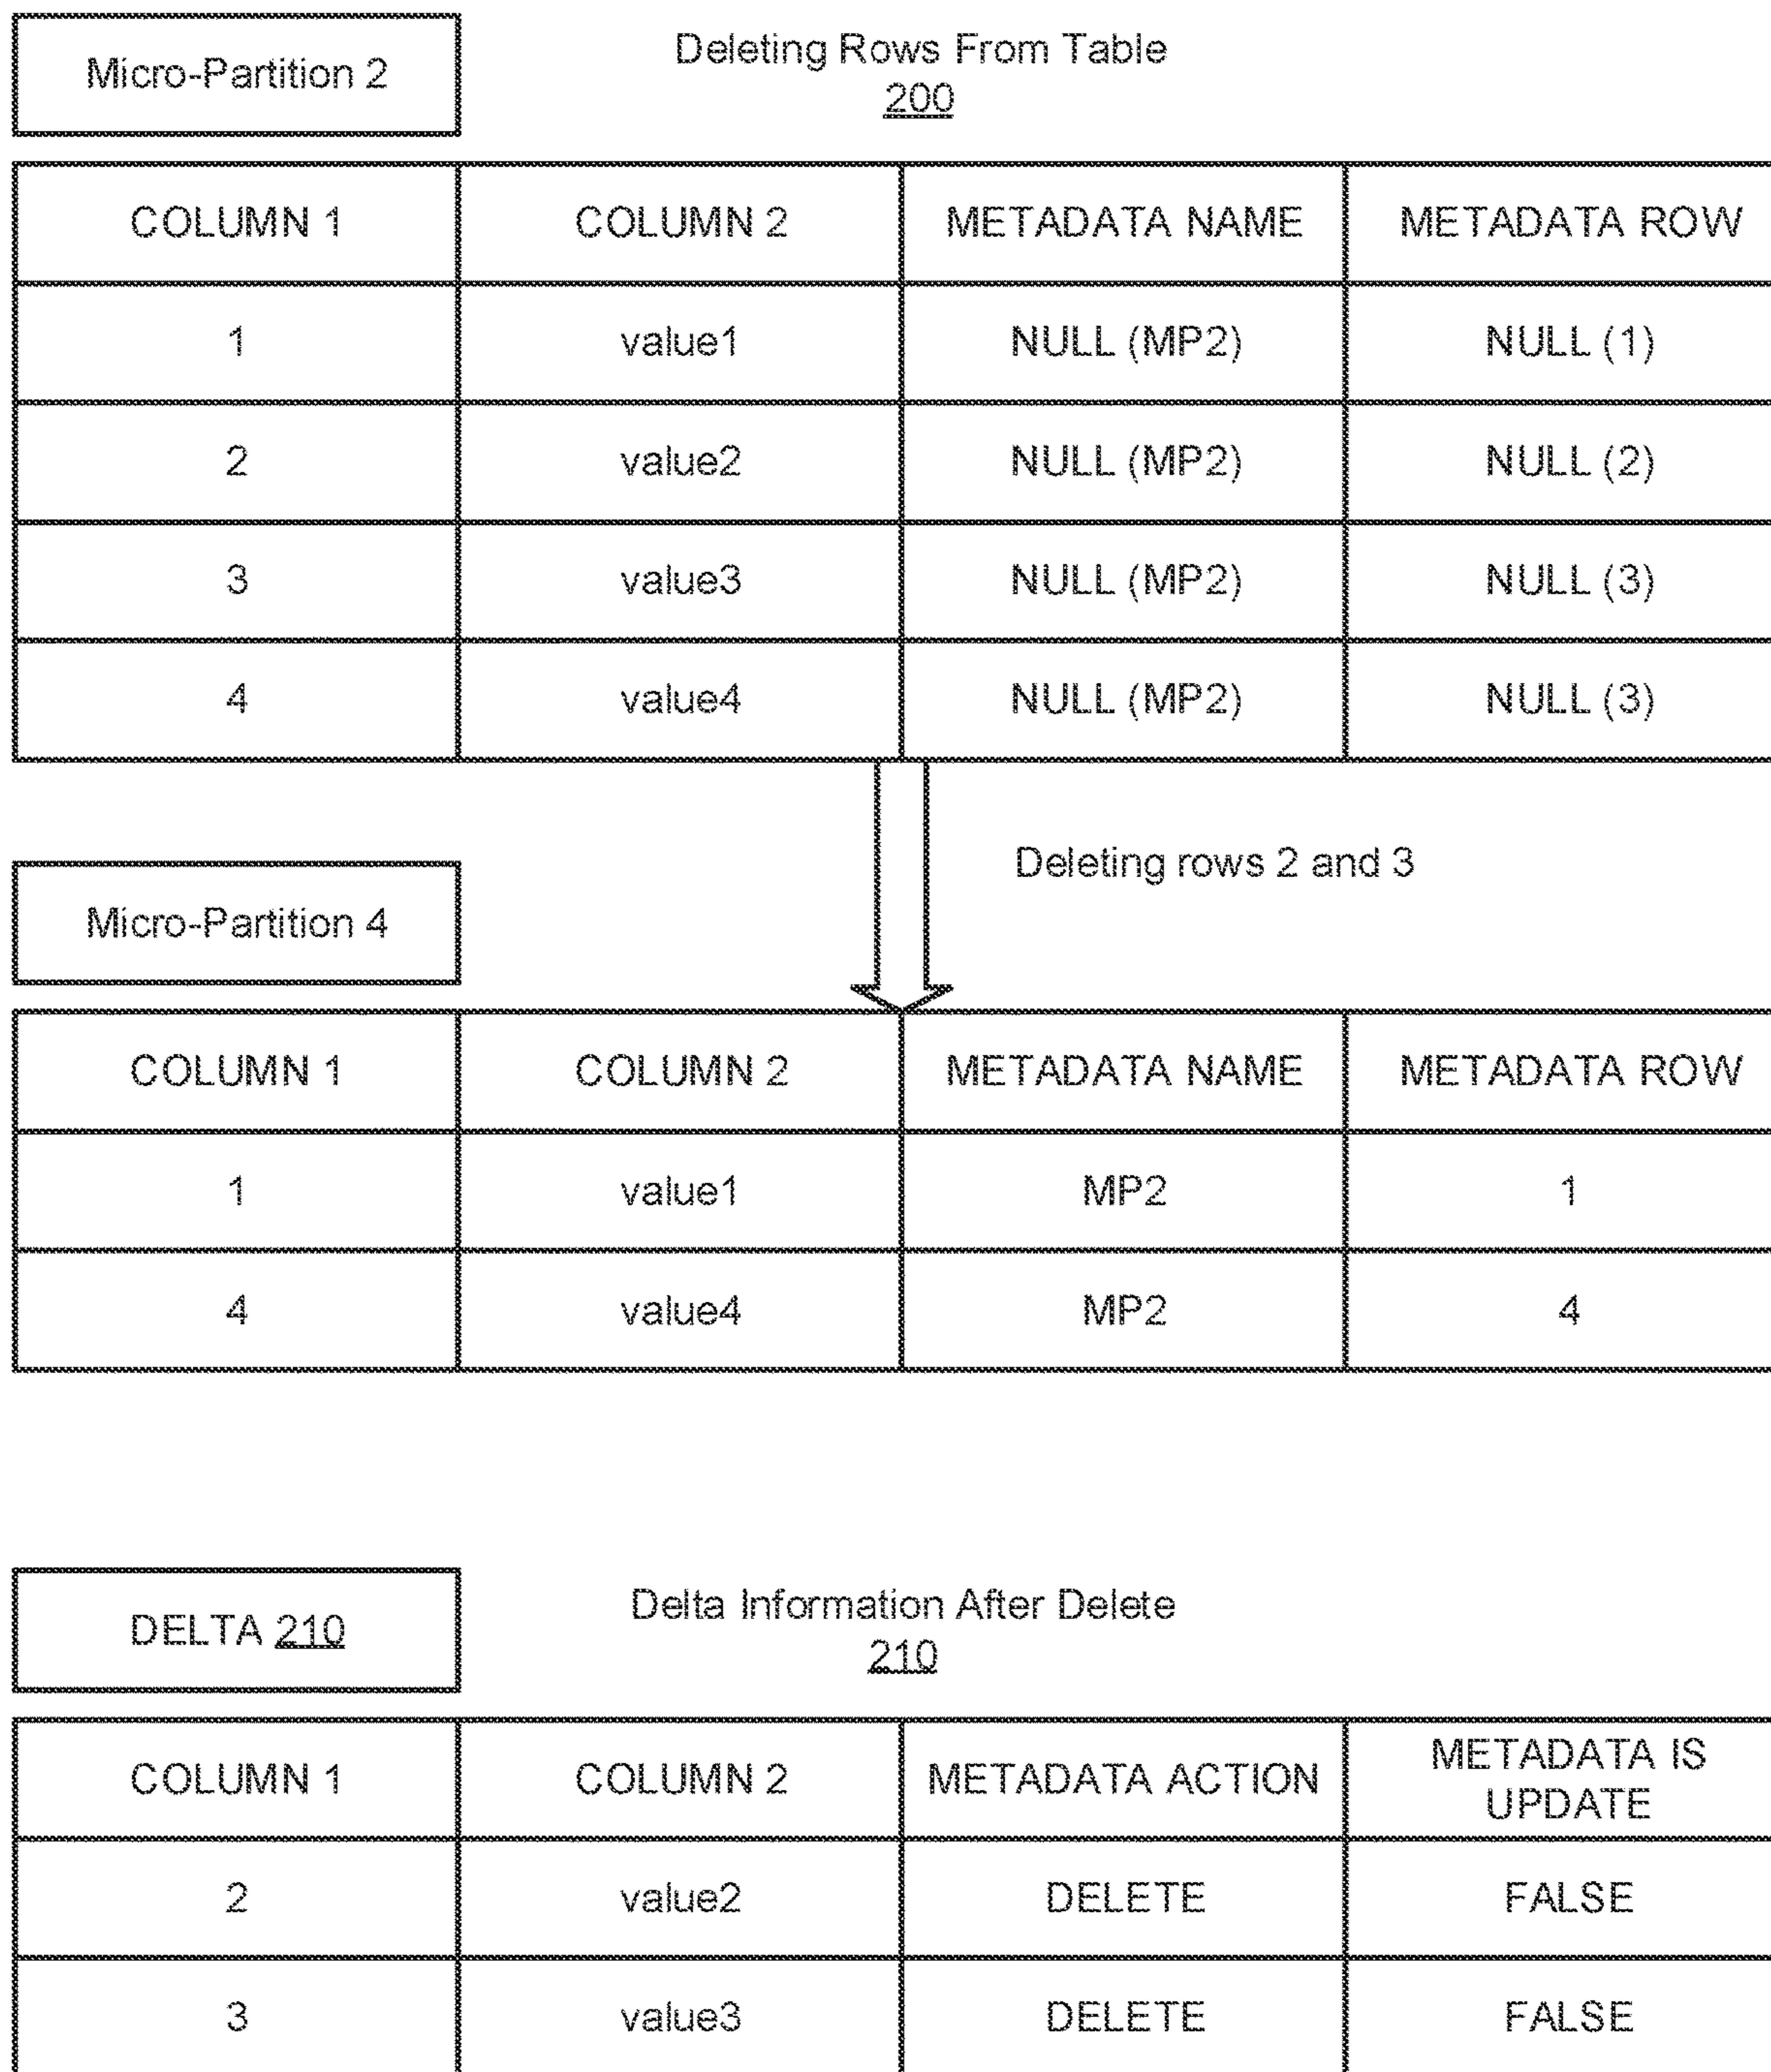 Micro-Partition 2
Deleting Rows From Table
200
COLUMN 1 COLUMN 2 METADATA NAME METADATA ROW
1 value1 NULL (MP2) NULL (1)
2 value2 NULL (MP2) NULL (2)
3 value3 NULL (MP2) NULL (3)
4 value4 NULL (MP2) NULL (3)
Deleting rows 2 and 3
Micro-Partition 4
COLUMN 1 COLUMN 2 METADATA NAME METADATA ROW
1 value1 MP2 1
4 value4 MP2 4
DELTA 210
Delta Information After Delete
210
COLUMN 1 COLUMN 2 METADATA ACTION METADATA IS
UPDATE
2 value2 DELETE FALSE
3 value3 DELETE FALSE